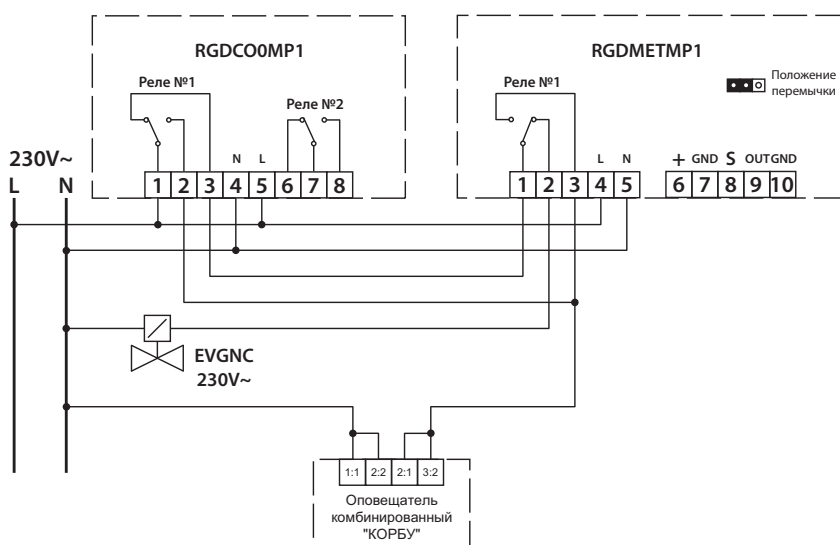 RGDCO0MP1
RGDMETMP1
Реле №1
Реле №2
Реле №1
Положение
перемычки
230V~
L N
N L
1 2 3 4 5 6 7 8
L N
1 2 3 4 5
+ GND S OUT GND
6 7 8 9 10
EVGNC
230V~
1:1 2:2 2:1 3:2
Оповещатель
комбинированный
"КОРБУ"